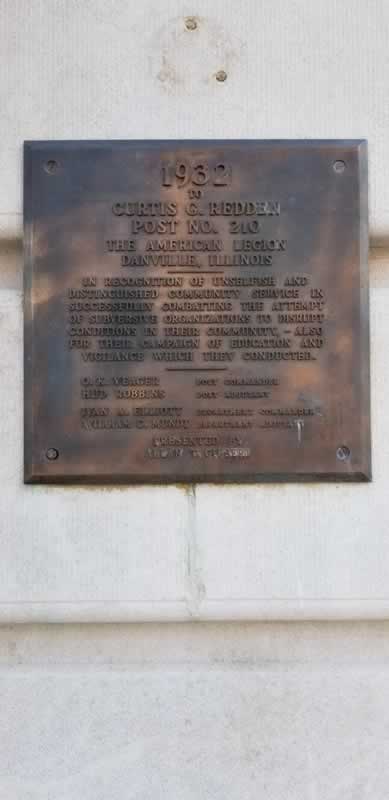 1932
TO
CURTIS G. REDDEN
POST NO. 210
THE AMERICAN LEGION
DANVILLE, ILLINOIS
IN RECOGNITION OF UNSELFISH AND
DISTINGUISHED COMMUNITY SERVICE IN
SUCCESSFULLY COMBATTING THE ATTEMPT
OF SUBVERSIVE ORGANIZATIONS TO DISRUPT
CONDITIONS IN THEIR COMMUNITY, – ALSO
FOR THEIR CAMPAIGN OF EDUCATION AND
VIGILANCE WHICH THEY CONDUCTED.
O. K. YEAGER POST COMMANDER
HUD ROBBINS POST ADJUTANT
IVAN A. ELLIOTT DEPARTMENT COMMANDER
WILLIAM C. MUNDT DEPARTMENT ADJUTANT
PRESENTED BY